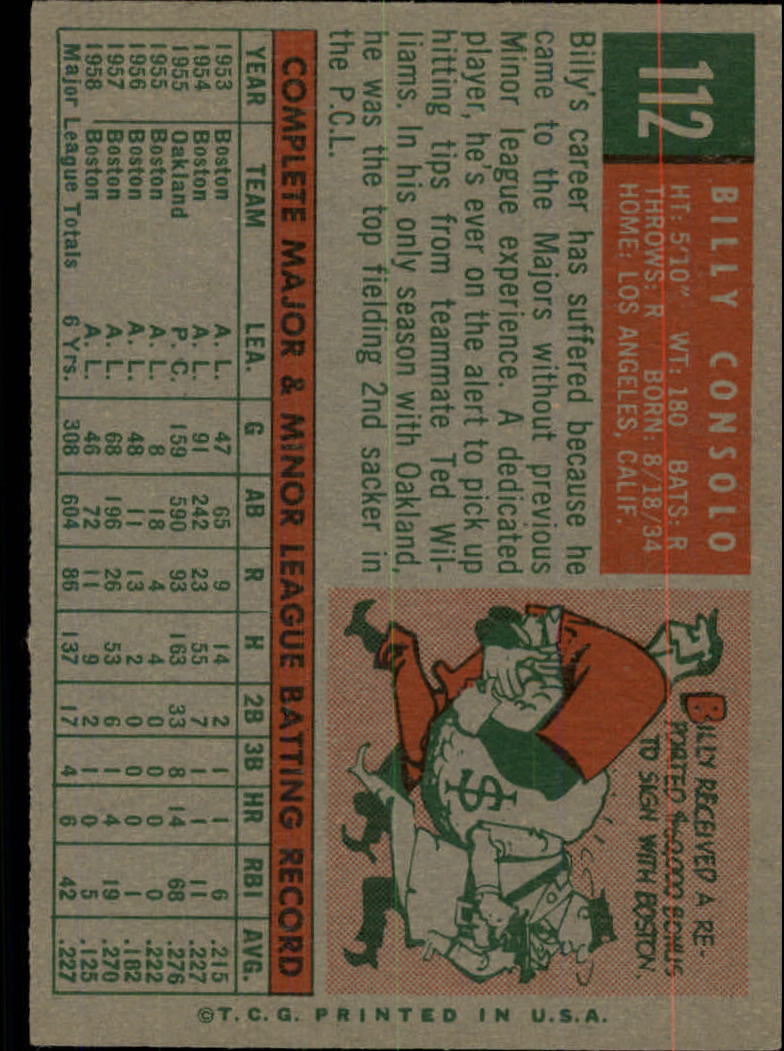 112
BILLY CONSOLO
HT: 5'10" WT: 180 BATS: R
THROWS: R BORN: 8/18/34
HOME: LOS ANGELES, CALIF.
Billy's career has suffered because he
came to the Majors without previous
Minor league experience. A dedicated
player, he's ever on the alert to pick up
hitting tips from teammate Ted Wil-
liams. In his only season with Oakland,
he was the top fielding 2nd sacker in
the P.C.L.
BILLY RECEIVED A RE-
PORTED BONUS
TO SIGN WITH BOSTON.
$
COMPLETE MAJOR & MINOR LEAGUE BATTING RECORD
YEAR TEAM LEA. G AB R H 2B 3B HR RBI AVG.
1953 Boston A. L. 47 65 9 14 2 1 1 6 .215
1954 Boston A. L. 91 242 23 55 7 1 1 11 .227
1955 Oakland P. C. 159 590 93 163 33 8 14 68 .276
1955 Boston A. L. 8 18 4 4 0 0 0 0 .222
1956 Boston A. L. 48 11 13 2 0 0 0 1 .182
1957 Boston A. L. 68 196 26 53 6 1 4 19 .270
1958 Boston A. L. 46 72 11 9 2 1 0 5 .125
Major League Totals 6 Yrs. 308 604 86 137 17 4 6 42 .227
©T. C. G. PRINTED IN U.S.A.